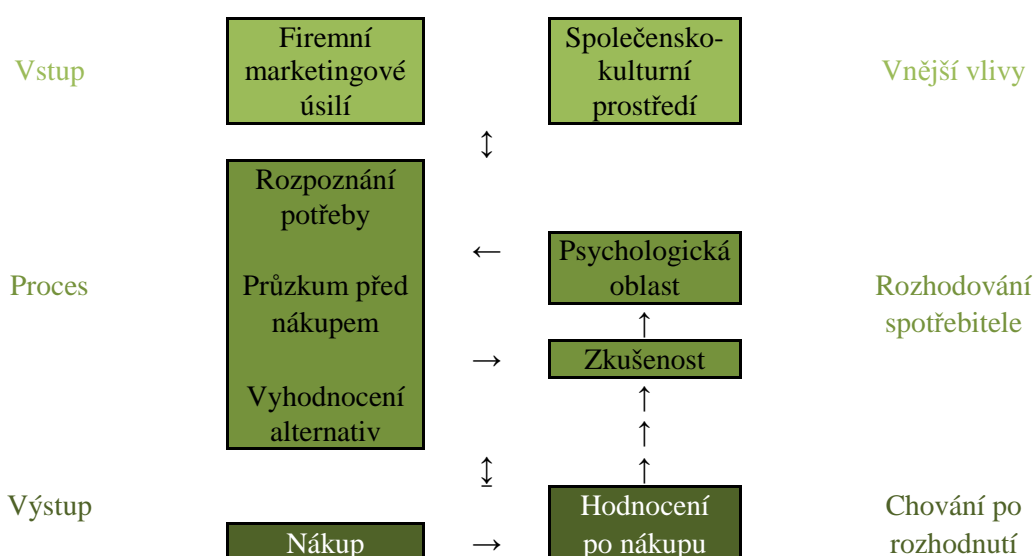 Vstup
Firemní
marketingové
úsilí
Společensko-
kulturní
prostředí
Vnější vlivy
↕
Proces
Rozpoznání
potřeby
Průzkum před
nákupem
Vyhodnocení
alternativ
←
→
Psychologická
oblast
↑
Zkušenost
↑
↑
↑
Rozhodování
spotřebitele
↨
Výstup
Nákup
→
Hodnocení
po nákupu
Chování po
rozhodnutí